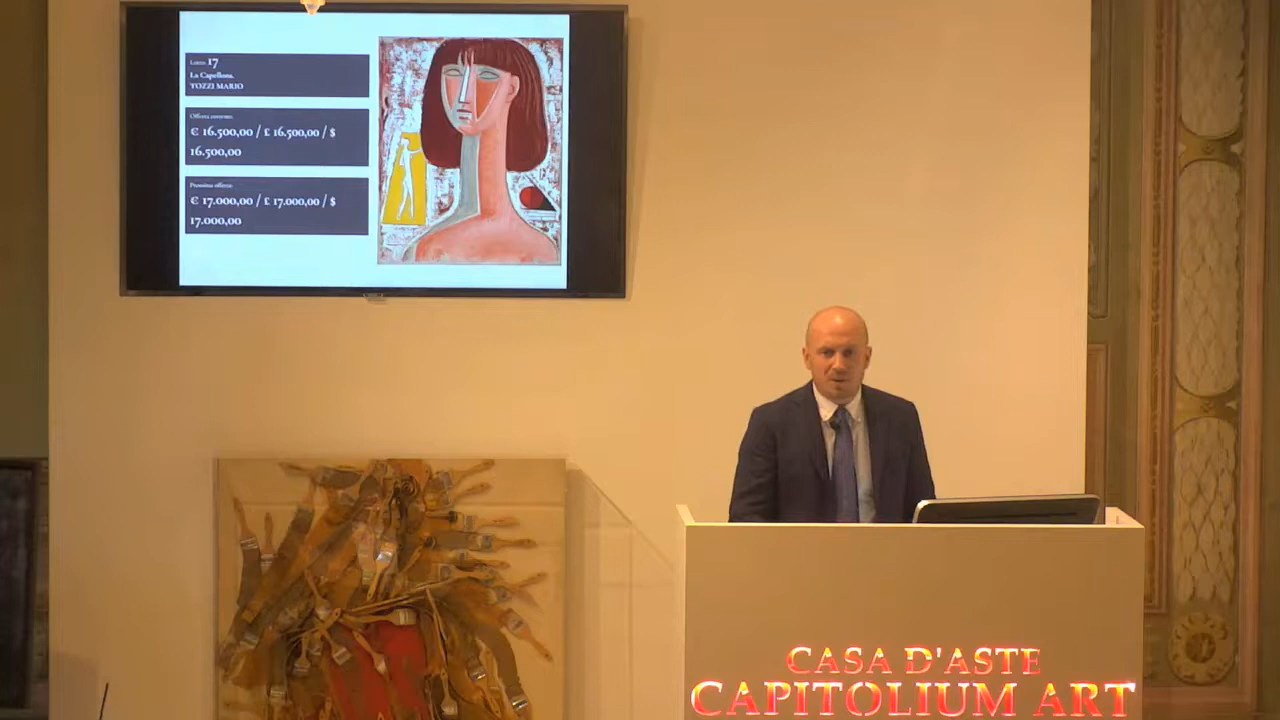 Lotto: 17
La Capellona.
TOZZI MARIO
Offerta corrente:
€ 16.500,00 / £ 16.500,00 / $
16.500,00
Prossima offerta:
€ 17.000,00 / £ 17.000,00 / $
17.000,00
CASA D'ASTE
CAPITOLIUM ART